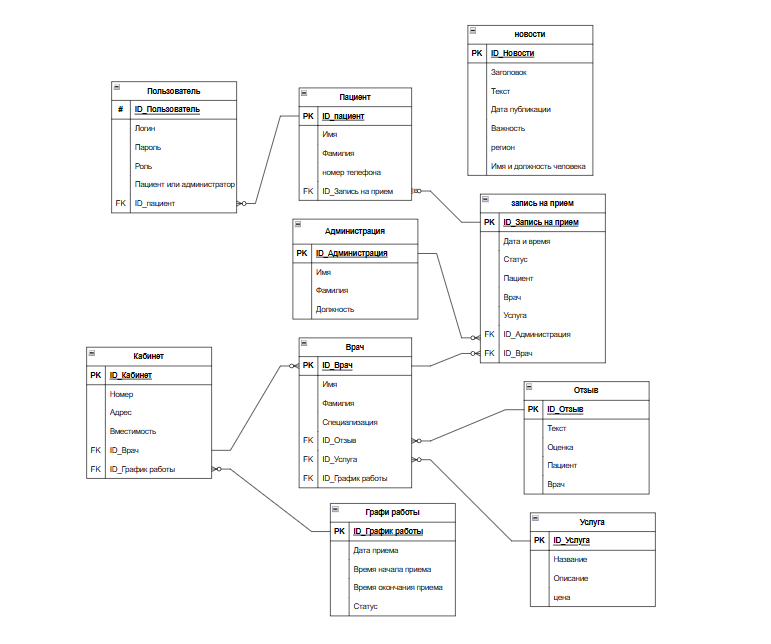 новости
PK ID_Новости
Заголовок
Текст
Дата публикации
Важность
регион
Имя и должность человека
Пользователь
# ID_Пользователь
Логин
Пароль
Роль
Пациент или администратор
FK ID_пациент
Пациент
PK ID_пациент
Имя
Фамилия
номер телефона
FK ID_Запись на прием
запись на прием
PK ID_Запись на прием
Дата и время
Статус
Пациент
Врач
Услуга
FK ID_Администрация
FK ID_Врач
Администрация
PK ID_Администрация
Имя
Фамилия
Должность
Кабинет
PK ID_Кабинет
Номер
Адрес
Вместимость
FK ID_Врач
FK ID_График работы
Врач
PK ID_Врач
Имя
Фамилия
Специализация
FK ID_Отзыв
FK ID_Услуга
FK ID_График работы
Отзыв
PK ID_Отзыв
Текст
Оценка
Пациент
Врач
Графи работы
PK ID_График работы
Дата приема
Время начала приема
Время окончания приема
Статус
Услуга
PK ID_Услуга
Название
Описание
цена